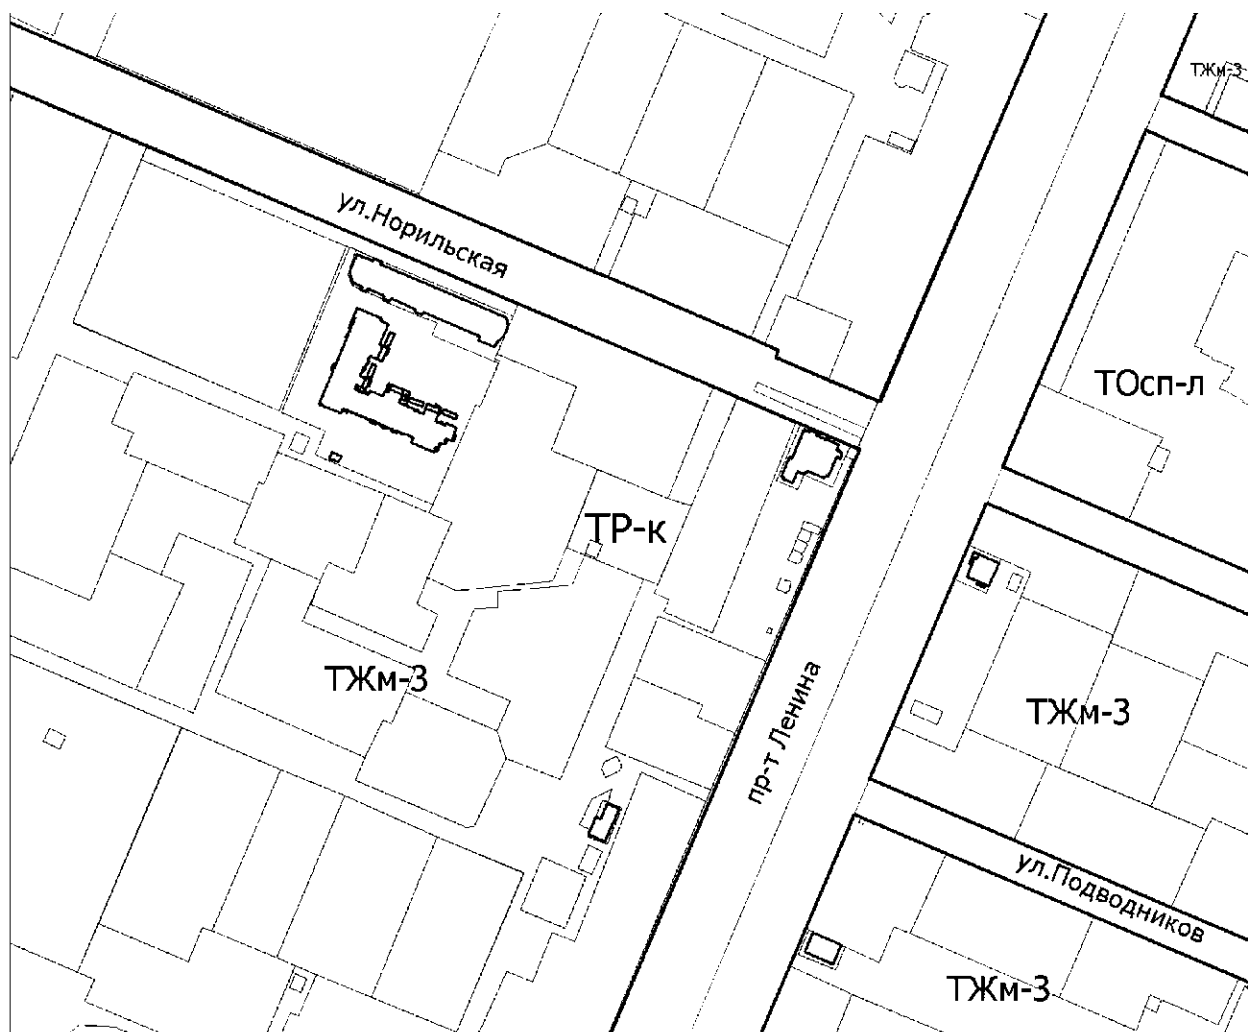 ТЖм-3
ул.Норильская
ТОсп-л
ТР-к
ТЖм-3
пр-т Ленина
ТЖм-3
ул.Подводников
ТЖм-3